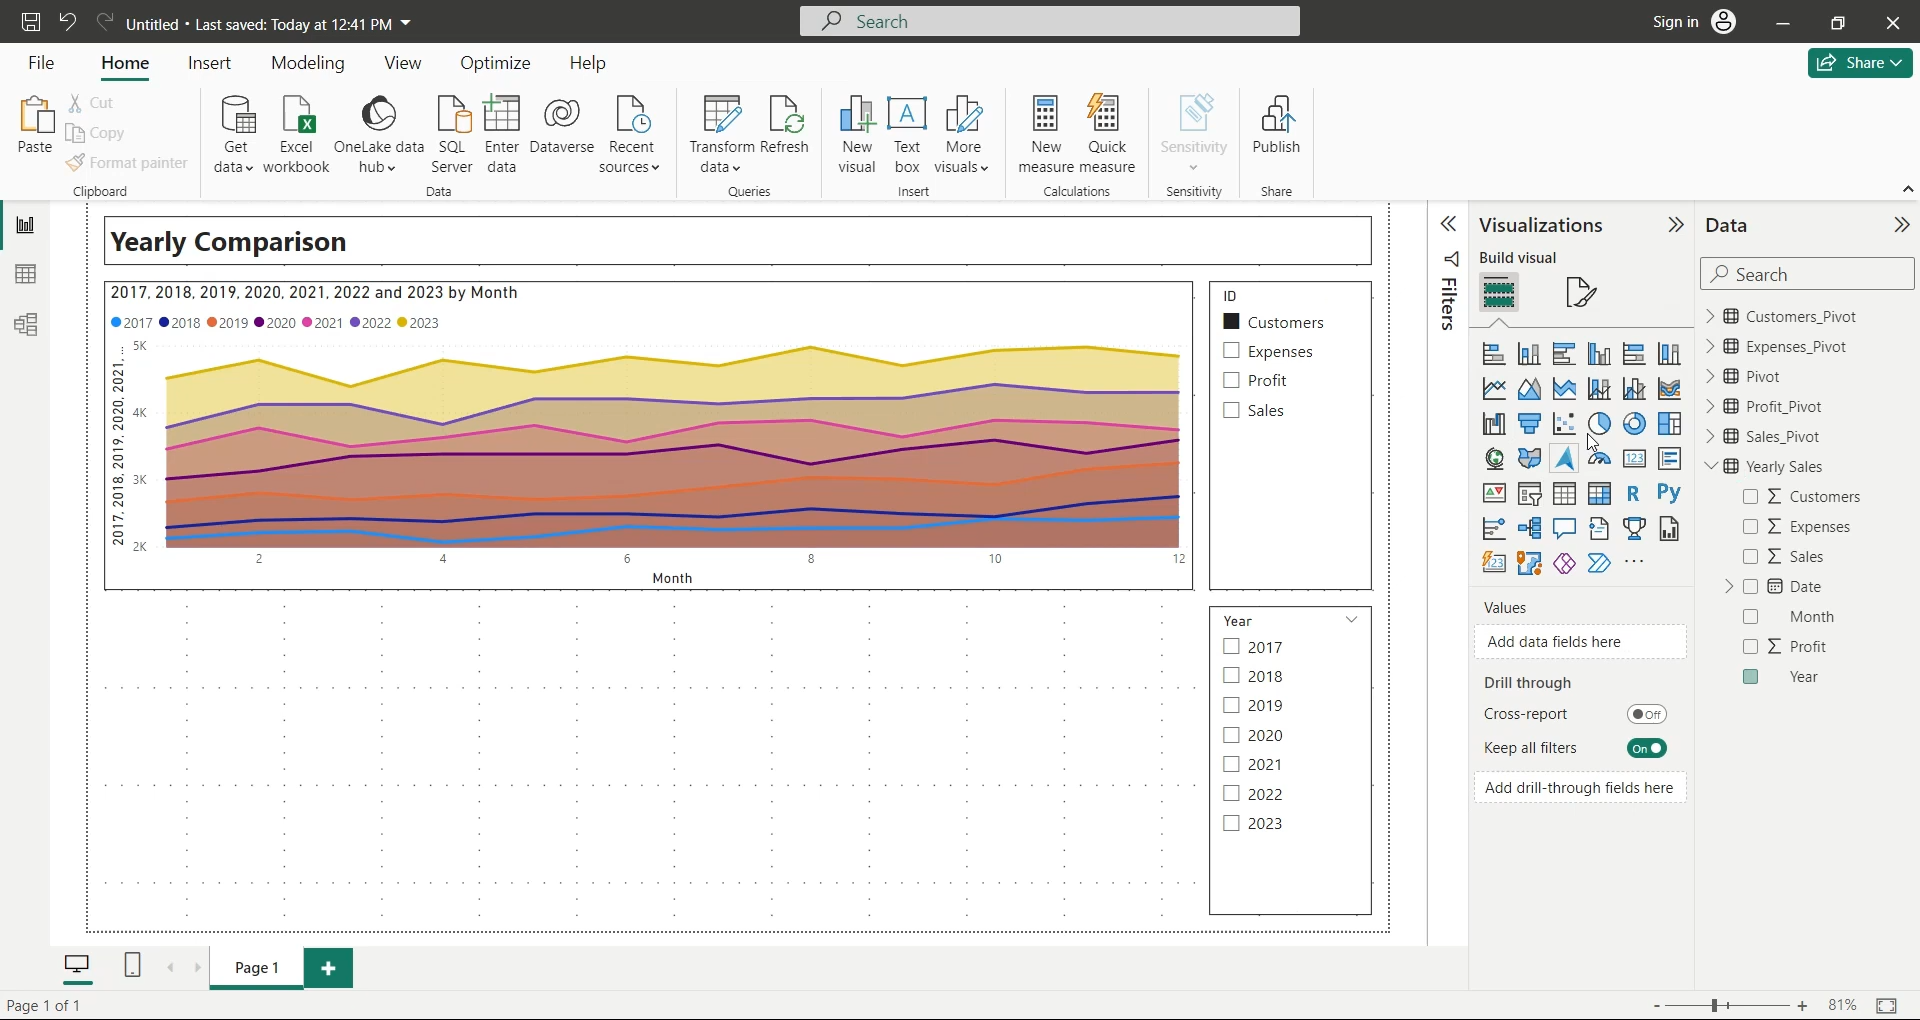 Untitled • Last saved: Today at 12:41 PM
Search
Sign in
File Home Insert Modeling View Optimize Help
Share
Paste
Cut
Copy
Format painter
Clipboard
Get data
Excel workbook
OneLake data hub
SQL Server
Enter data
Dataverse
Recent sources
Data
Transform data
Refresh
Queries
New visual
Text box
More visuals
Insert
New measure
Quick measure
Calculations
Sensitivity
Sensitivity
Publish
Share
Yearly Comparison
2017, 2018, 2019, 2020, 2021, 2022 and 2023 by Month
2017 2018 2019 2020 2021 2022 2023
2017, 2018, 2019, 2020, 2021, ...
5K
4K
3K
2K
2 4 6 8 10 12
Month
ID
Customers
Expenses
Profit
Sales
Year
2017
2018
2019
2020
2021
2022
2023
Filters
Visualizations
Build visual
123
R
Py
123
...
Values
Add data fields here
Drill through
Cross-report
Off
Keep all filters
On
Add drill-through fields here
Data
Search
Customers_Pivot
Expenses_Pivot
Pivot
Profit_Pivot
Sales_Pivot
Yearly Sales
Σ Customers
Σ Expenses
Σ Sales
Date
Month
Σ Profit
Year
Page 1
Page 1 of 1
- + 81%